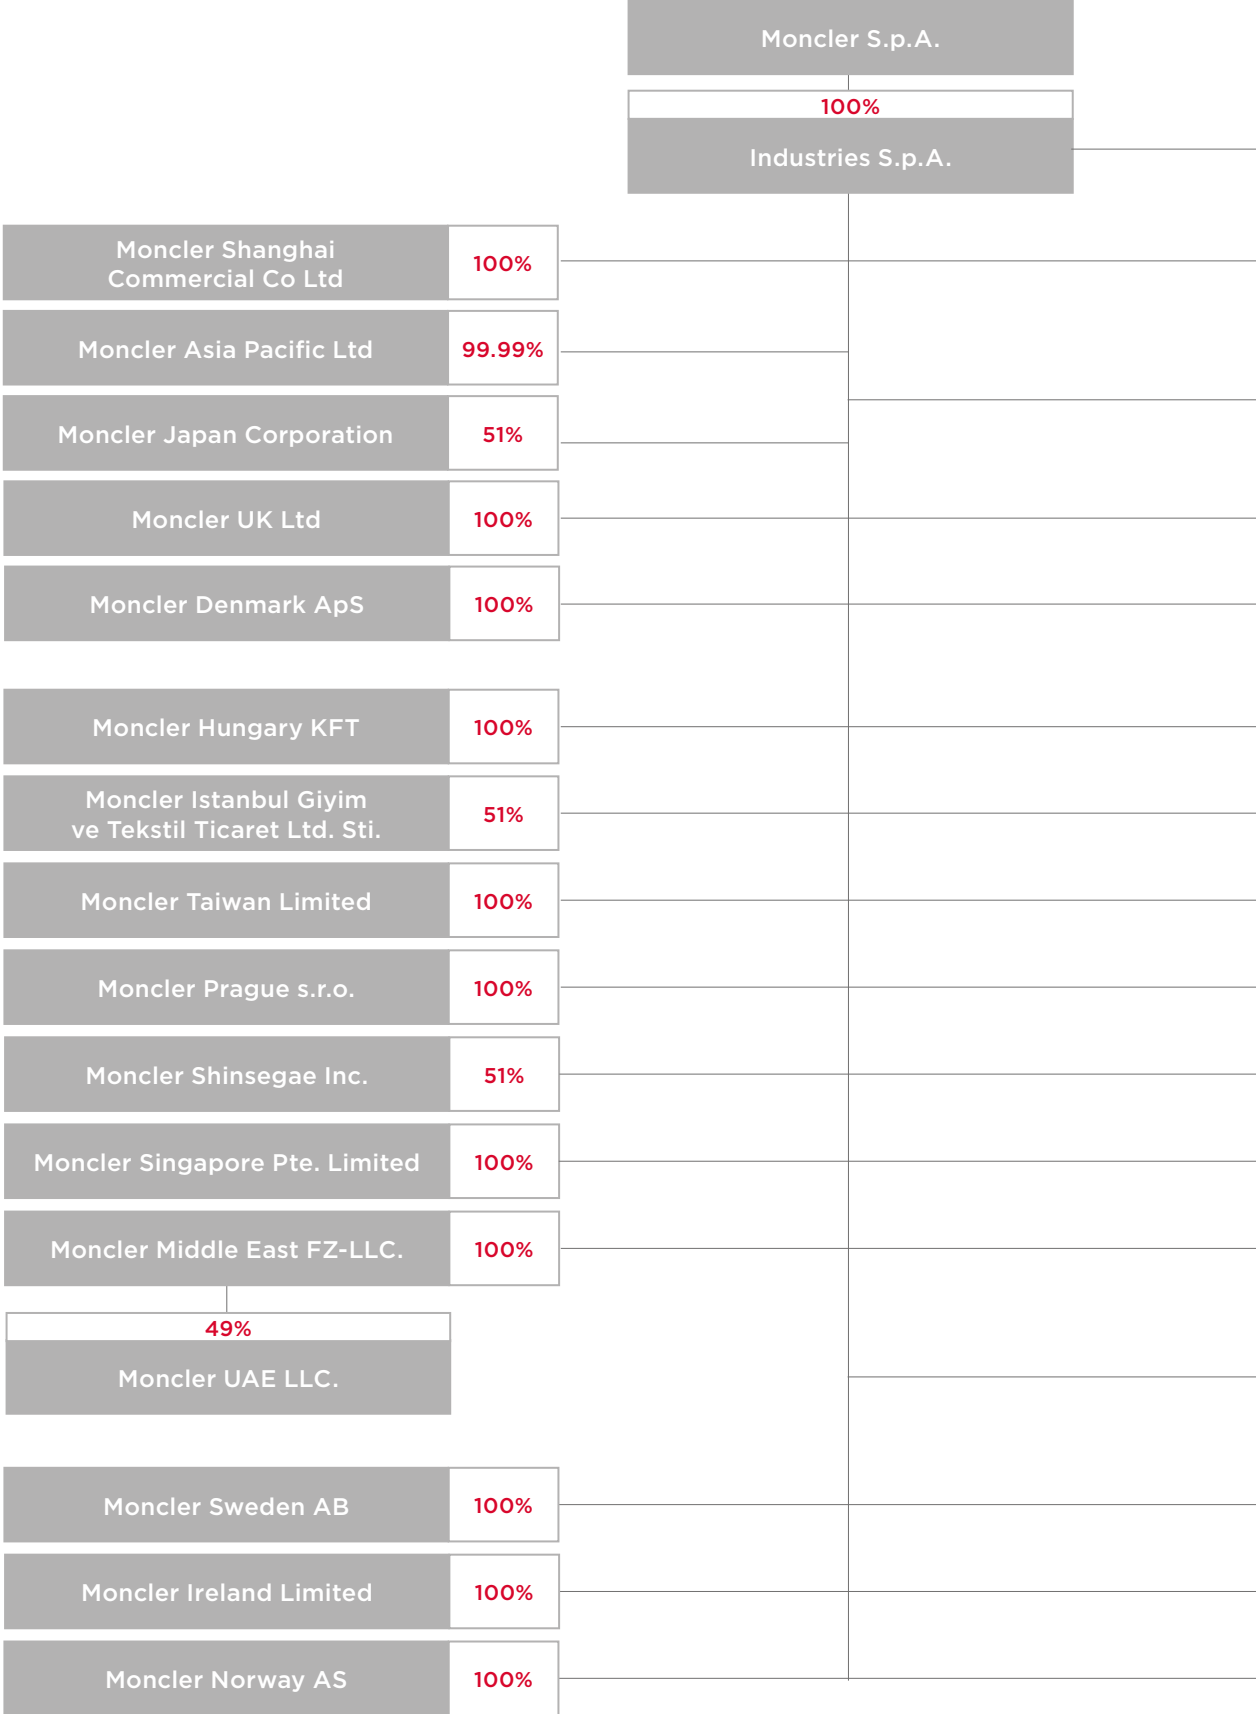 Moncler S.p.A.
100%
Industries S.p.A.
Moncler Shanghai
Commercial Co Ltd
100%
Moncler Asia Pacific Ltd
99.99%
Moncler Japan Corporation
51%
Moncler UK Ltd
100%
Moncler Denmark ApS
100%
Moncler Hungary KFT
100%
Moncler Istanbul Giyim
ve Tekstil Ticaret Ltd. Sti.
51%
Moncler Taiwan Limited
100%
Moncler Prague s.r.o.
100%
Moncler Shinsegae Inc.
51%
Moncler Singapore Pte. Limited
100%
Moncler Middle East FZ-LLC.
100%
49%
Moncler UAE LLC.
Moncler Sweden AB
100%
Moncler Ireland Limited
100%
Moncler Norway AS
100%